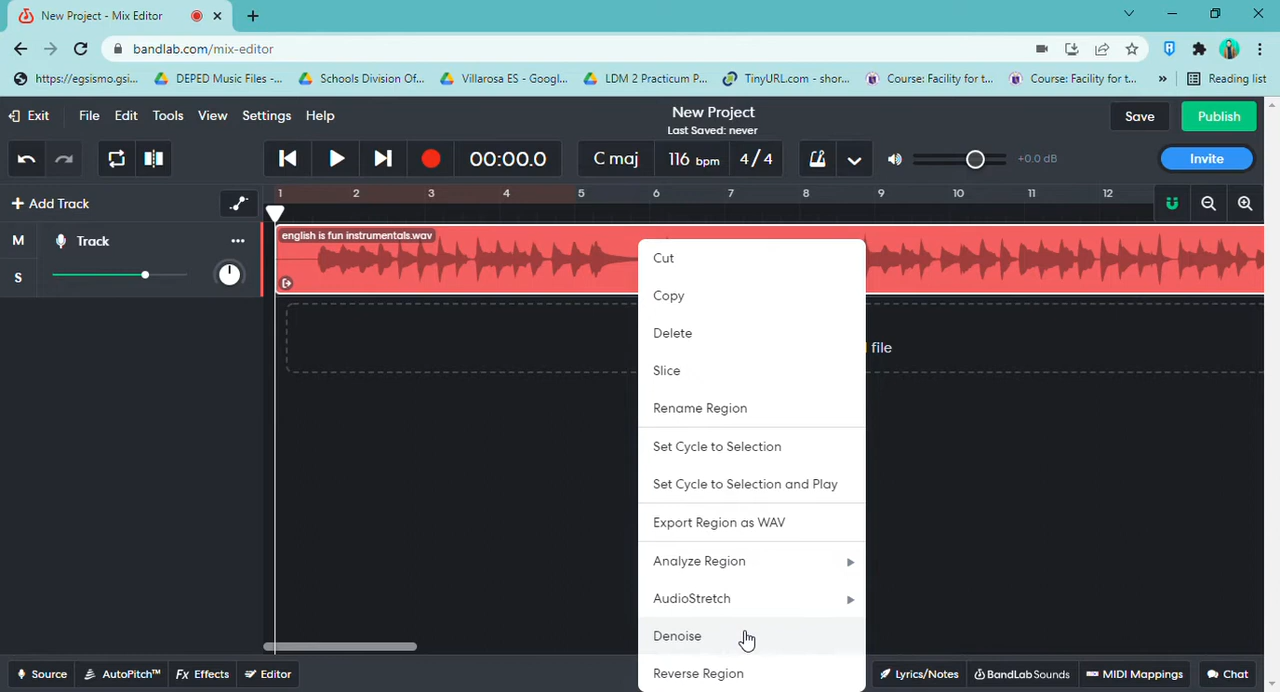 New Project - Mix Editor
bandlab.com/mix-editor
https://egsismo.gsi...
DEPED Music Files -...
Schools Division Of...
Villarosa ES - Googl...
LDM 2 Practicum P...
TinyURL.com - shor...
Course: Facility for t...
Course: Facility for t...
»
Reading list
Exit
File
Edit
Tools
View
Settings
Help
New Project
Last Saved: never
Save
Publish
00:00.0
C maj
116 bpm
4/4
+0.0 dB
Invite
+ Add Track
1 2 3 4 5 6 7 8 9 10 11 12
M
Track
S
english is fun instrumentals.wav
file
Cut
Copy
Delete
Slice
Rename Region
Set Cycle to Selection
Set Cycle to Selection and Play
Export Region as WAV
Analyze Region
AudioStretch
Denoise
Reverse Region
Source
AutoPitch™
Fx Effects
Editor
Lyrics/Notes
BandLab Sounds
MIDI Mappings
Chat